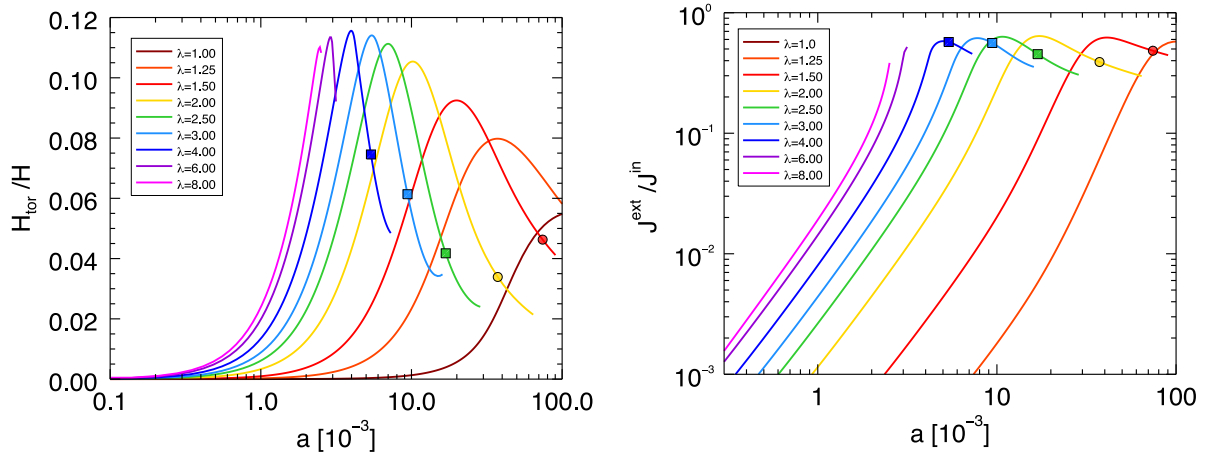 0.12
0.10
0.08
0.06
0.04
0.02
0.00
H_tor /H
λ=1.00
λ=1.25
λ=1.50
λ=2.00
λ=2.50
λ=3.00
λ=4.00
λ=6.00
λ=8.00
0.1 1.0 10.0 100.0
a [10⁻³]
10⁰
10⁻¹
10⁻²
10⁻³
J^ext/J^in
λ=1.0
λ=1.25
λ=1.50
λ=2.00
λ=2.50
λ=3.00
λ=4.00
λ=6.00
λ=8.00
1 10 100
a [10⁻³]